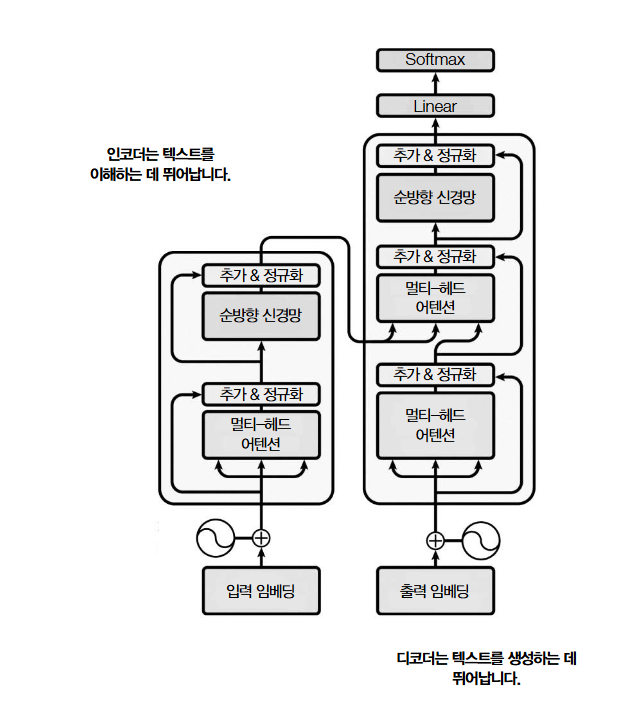 Softmax
Linear
인코더는 텍스트를
이해하는 데 뛰어납니다.
추가 & 정규화
순방향 신경망
추가 & 정규화
멀티-헤드
어텐션
추가 & 정규화
멀티-헤드
어텐션
추가 & 정규화
순방향 신경망
추가 & 정규화
멀티-헤드
어텐션
입력 임베딩
출력 임베딩
디코더는 텍스트를 생성하는 데
뛰어납니다.